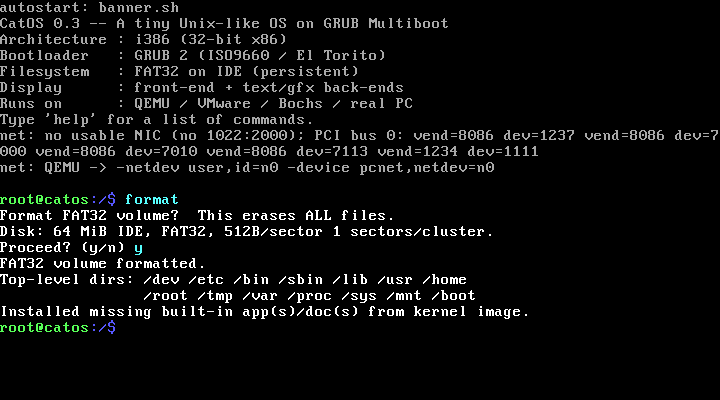 autostart: banner.sh
CatOS 0.3 -- A tiny Unix-like OS on GRUB Multiboot
Architecture : i386 (32-bit x86)
Bootloader   : GRUB 2 (ISO9660 / El Torito)
Filesystem   : FAT32 on IDE (persistent)
Display      : front-end + text/gfx back-ends
Runs on      : QEMU / VMware / Bochs / real PC
Type 'help' for a list of commands.
net: no usable NIC (no 1022:2000); PCI bus 0: vend=8086 dev=1237 vend=8086 dev=7
000 vend=8086 dev=7010 vend=8086 dev=7113 vend=1234 dev=1111
net: QEMU -> -netdev user,id=n0 -device pcnet,netdev=n0
root@catos:/$ format
Format FAT32 volume?  This erases ALL files.
Disk: 64 MiB IDE, FAT32, 512B/sector 1 sectors/cluster.
Proceed? (y/n) y
FAT32 volume formatted.
Top-level dirs: /dev /etc /bin /sbin /lib /usr /home
                /root /tmp /var /proc /sys /mnt /boot
Installed missing built-in app(s)/doc(s) from kernel image.
root@catos:/$